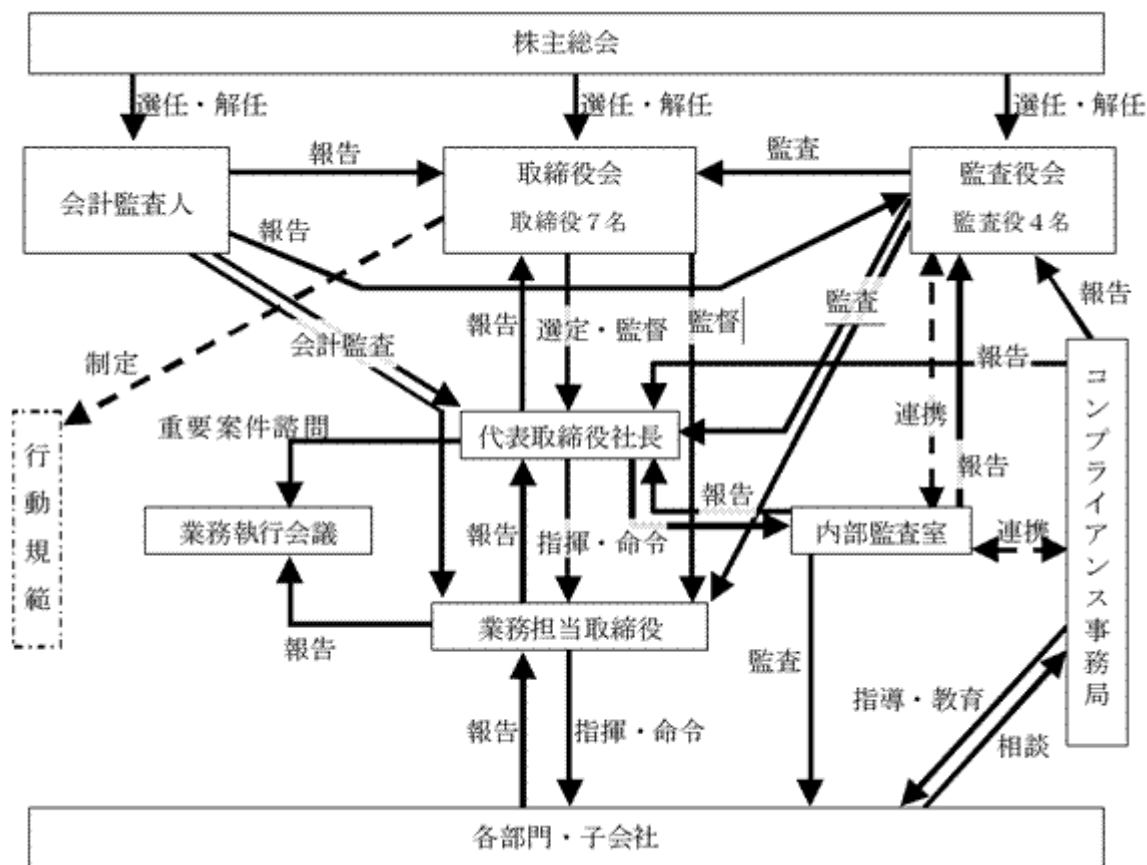 株主総会
選任・解任
選任・解任
選任・解任
会計監査人
報告
取締役会
取締役7名
監査
監査役会
監査役4名
報告
報告
選定・監督
監督
監査
報告
会計監査
制定
報告
連携
報告
重要案件諮問
代表取締役社長
行動規範
業務執行会議
報告
指揮・命令
報告
内部監査室
連携
コンプライアンス事務局
業務担当取締役
報告
監査
指導・教育
相談
報告
指揮・命令
各部門・子会社